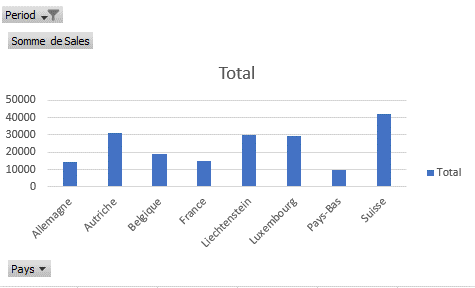 Period
Somme de Sales
Total
50000
40000
30000
20000
10000
0
Allemagne
Autriche
Belgique
France
Liechtenstein
Luxembourg
Pays-Bas
Suisse
Total
Pays